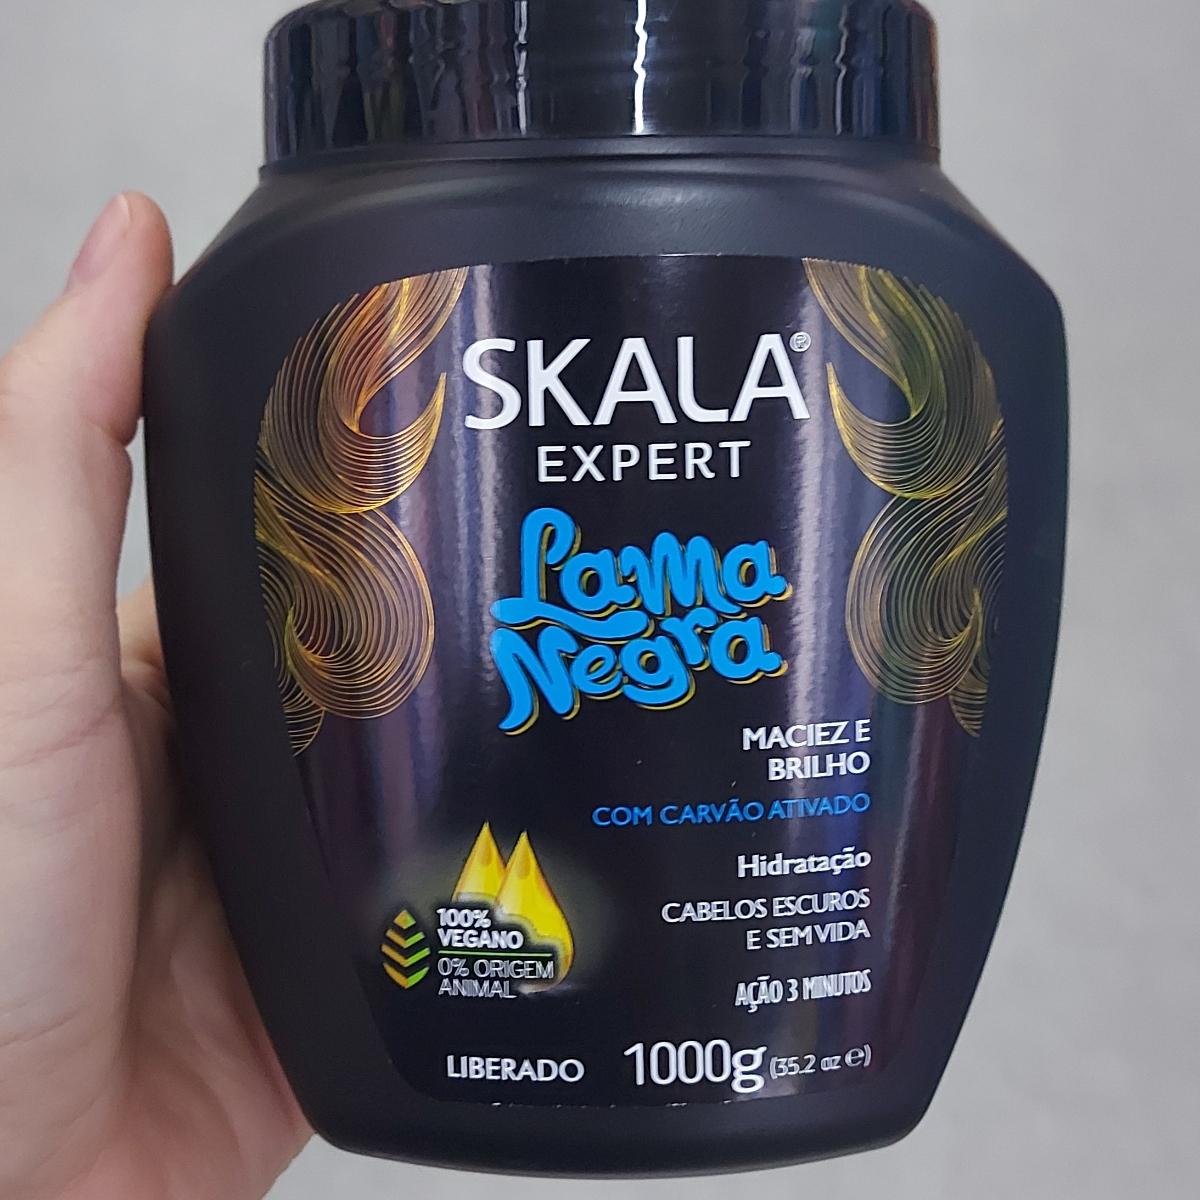 SKALA®
EXPERT
Lama
Negra
MACIEZ E
BRILHO
COM CARVÃO ATIVADO
Hidratação
CABELOS ESCUROS
E SEM VIDA
AÇÃO 3 MINUTOS
100%
VEGANO
0% ORIGEM
ANIMAL
LIBERADO 1000g (35.2 oz ℮)